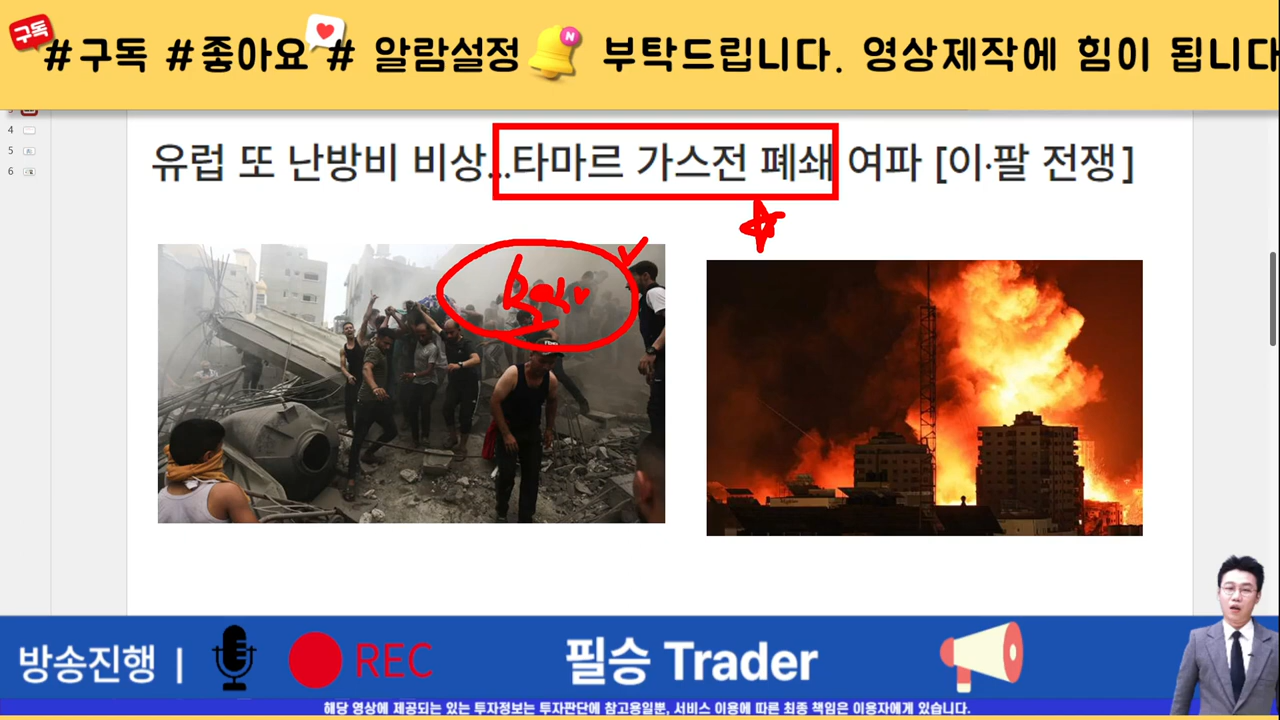 구독
#구독 #좋아요 # 알람설정 N 부탁드립니다. 영상제작에 힘이 됩니다
4
5
6
유럽 또 난방비 비상...타마르 가스전 폐쇄 여파 [이·팔 전쟁]
방송진행 | REC 필승 Trader
해당 영상에 제공되는 있는 투자정보는 투자판단에 참고용일뿐, 서비스 이용에 따른 최종 책임은 이용자에게 있습니다.